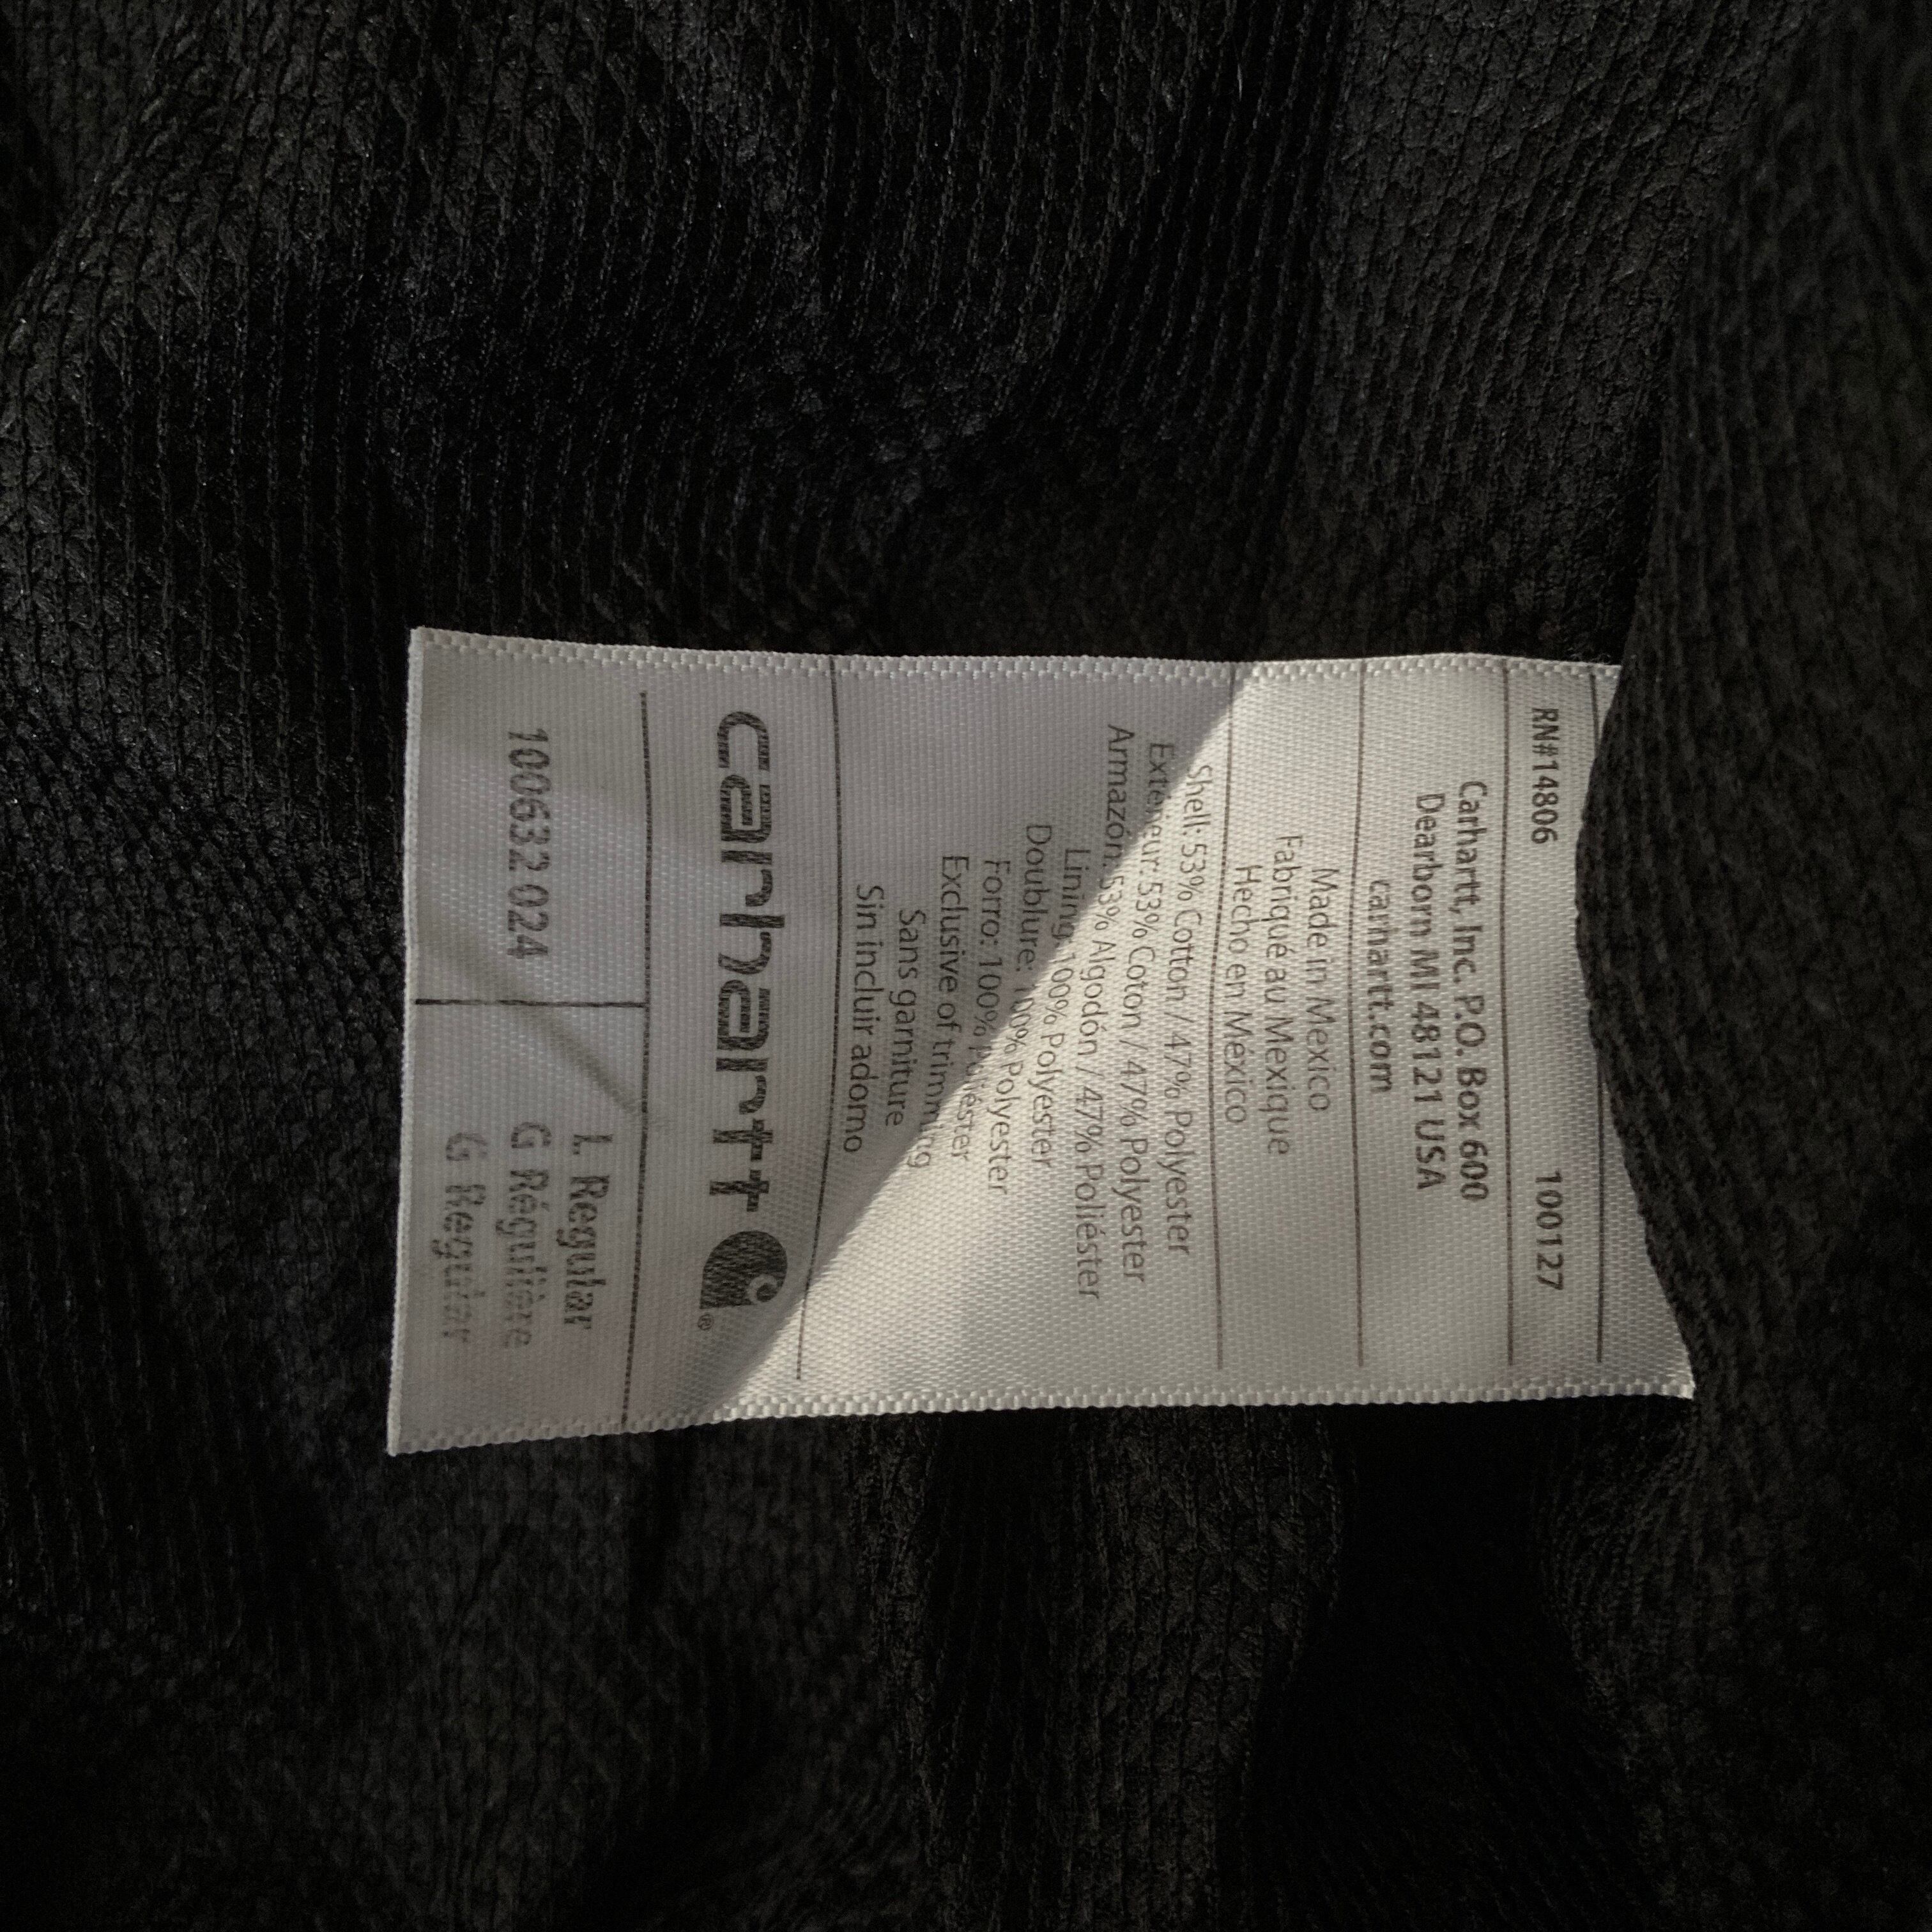 RN#14806 100127
Carhartt, Inc. P.O. Box 600
Dearborn MI 48121 USA
carhartt.com
Made in Mexico
Fabriqué au Mexique
Hecho en México
Shell: 53% Cotton / 47% Polyester
Extérieur: 53% Coton / 47% Polyester
Armazón: 53% Algodón / 47% Poliéster
Lining: 100% Polyester
Doublure: 100% Polyester
Forro: 100% Poliéster
Exclusive of trimming
Sans garniture
Sin incluir adorno
carhartt ®
100632 024
L Regular
G Régulière
G Regular